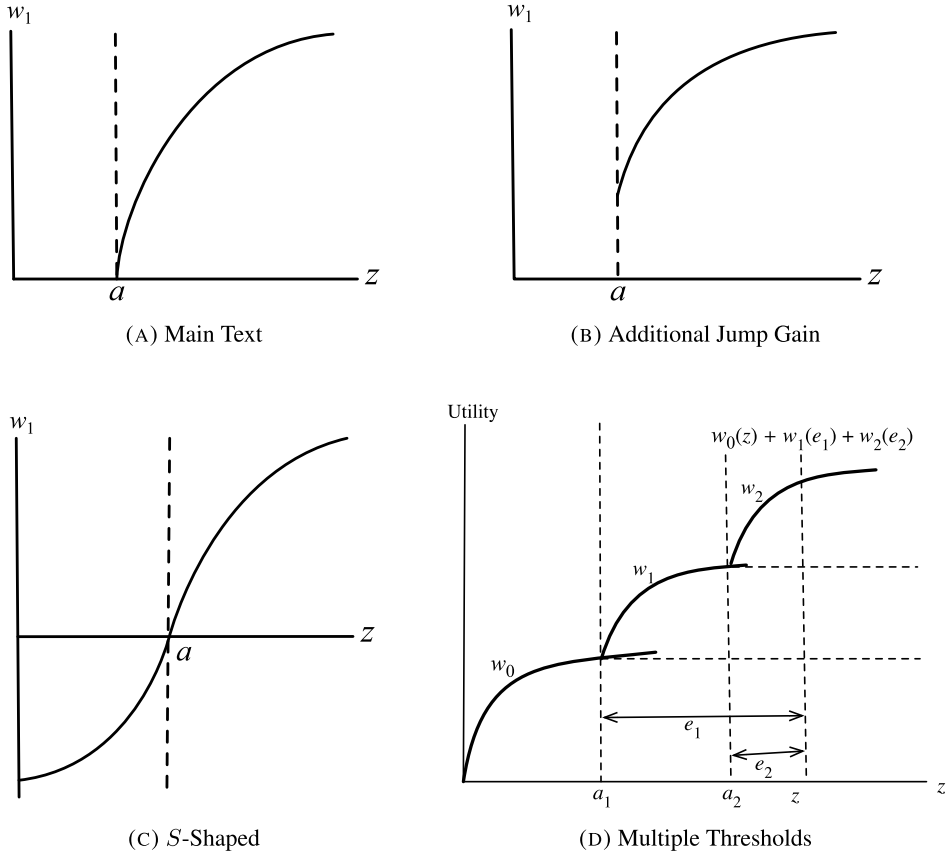 w₁
w₁
a
z
a
z
(A) Main Text
(B) Additional Jump Gain
w₁
z
a
(C) S-Shaped
Utility
w₀(z) + w₁(e₁) + w₂(e₂)
w₂
w₁
w₀
e₁
e₂
a₁
a₂
z
z
(D) Multiple Thresholds